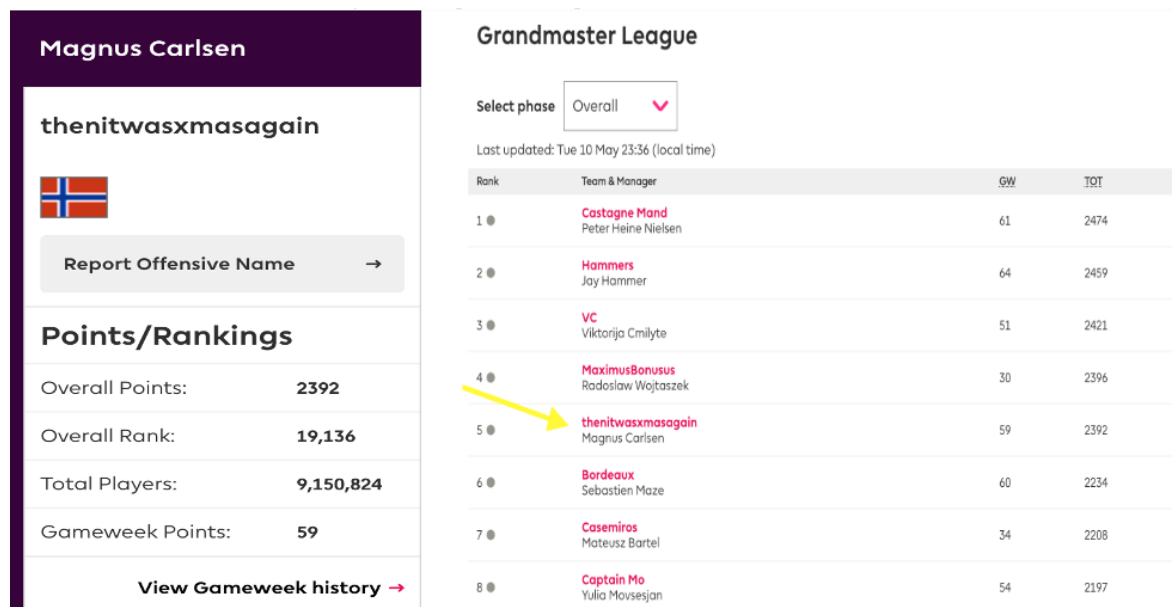 Magnus Carlsen
thenitwasxmasagain
Report Offensive Name →
Points/Rankings
Overall Points: 2392
Overall Rank: 19,136
Total Players: 9,150,824
Gameweek Points: 59
View Gameweek history →
Grandmaster League
Select phase Overall
Last updated: Tue 10 May 23:36 (local time)
Rank Team & Manager GW TOT
1 Castagne Mand 61 2474
Peter Heine Nielsen
2 Hammers 64 2459
Jay Hammer
3 VC 51 2421
Viktorija Cmilyte
4 MaximusBonusus 30 2396
Radoslaw Wojtaszek
5 thenitwasxmasagain 59 2392
Magnus Carlsen
6 Bordeaux 60 2234
Sebastien Maze
7 Casemiros 34 2208
Mateusz Bartel
8 Captain Mo 54 2197
Yulia Movsesjan